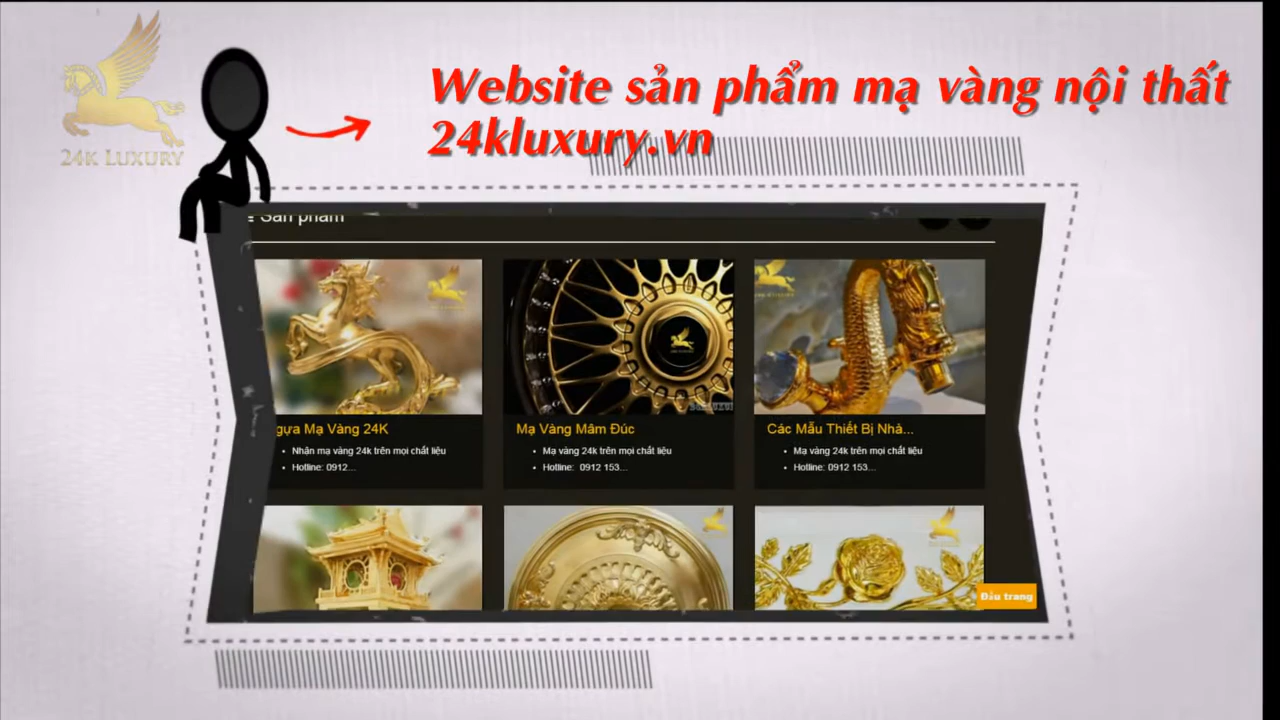 24K LUXURY
Website sản phẩm mạ vàng nội thất
24kluxury.vn
Sản phẩm
gựa Mạ Vàng 24K
Nhận mạ vàng 24k trên mọi chất liệu
Hotline: 0912...
Mạ Vàng Mâm Đúc
Mạ vàng 24k trên mọi chất liệu
Hotline: 0912 153...
Các Mẫu Thiết Bị Nhà...
Mạ vàng 24k trên mọi chất liệu
Hotline: 0912 153...
Đầu trang